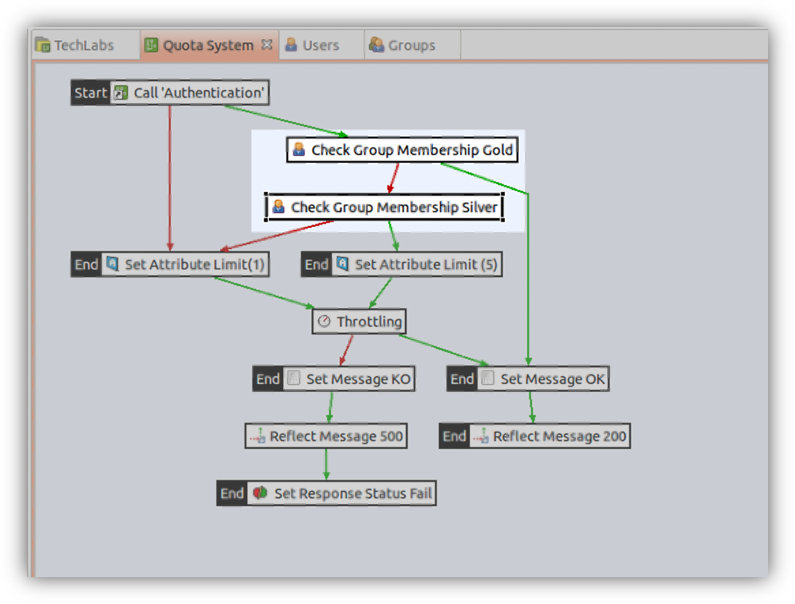 TechLabs Quota System Users Groups
Start Call 'Authentication'
Check Group Membership Gold
Check Group Membership Silver
End Set Attribute Limit(1)
End Set Attribute Limit (5)
Throttling
End Set Message KO
End Set Message OK
Reflect Message 500
End Reflect Message 200
End Set Response Status Fail